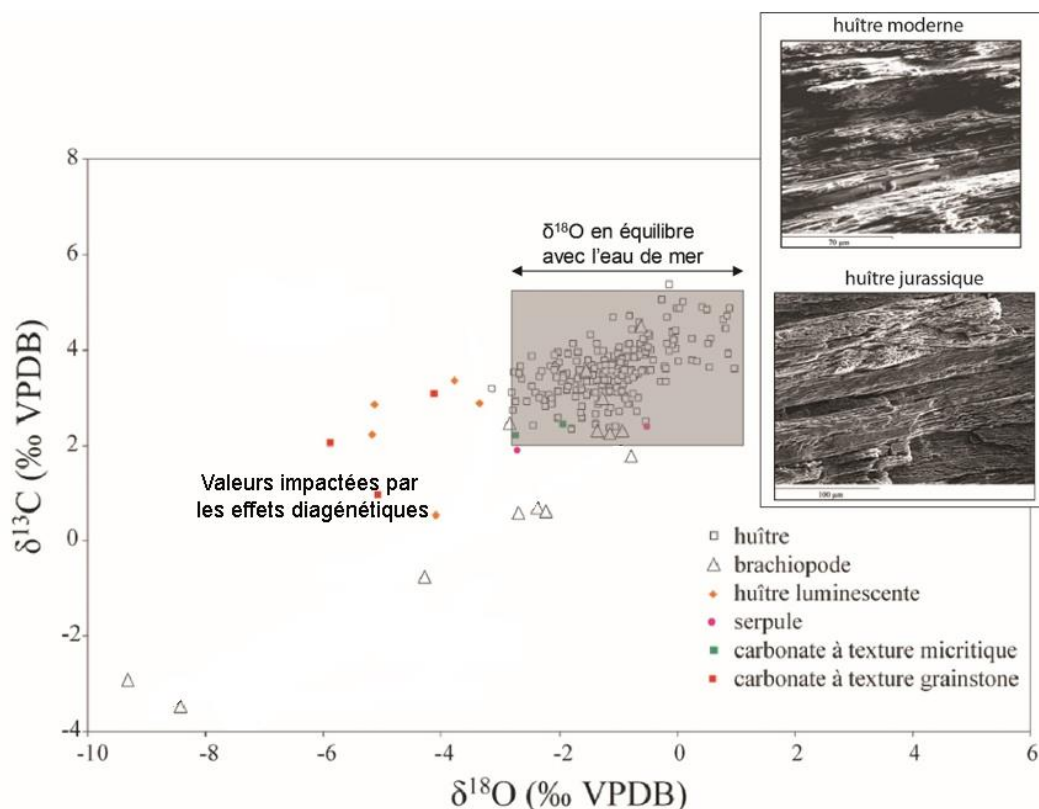 huître moderne
70 µm
huître jurassique
100 µm
δ¹⁸O en équilibre
avec l'eau de mer
Valeurs impactées par
les effets diagénétiques
huître
brachiopode
huître luminescente
serpule
carbonate à texture micritique
carbonate à texture grainstone
δ¹³C (‰ VPDB)
8
6
4
2
0
-2
-4
-10
-8
-6
-4
-2
0
2
4
6
δ¹⁸O (‰ VPDB)